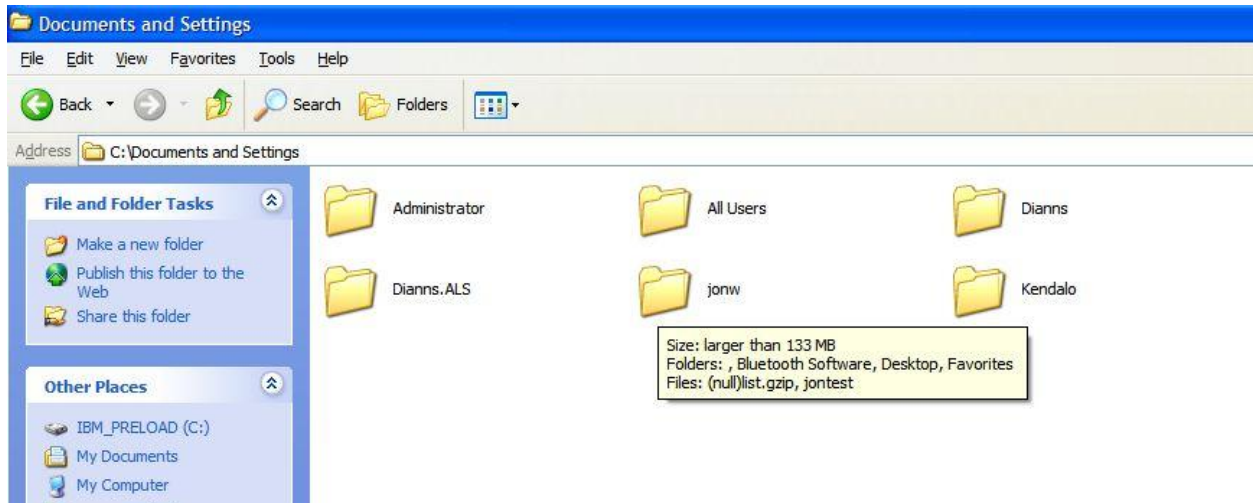 Documents and Settings
File Edit View Favorites Tools Help
Back Search Folders
Address C:\Documents and Settings
File and Folder Tasks
Make a new folder
Publish this folder to the
Web
Share this folder
Other Places
IBM_PRELOAD (C:)
My Documents
My Computer
Administrator All Users Dianns
Dianns.ALS jonw Kendalo
Size: larger than 133 MB
Folders: , Bluetooth Software, Desktop, Favorites
Files: (null)list.gzip, jontest